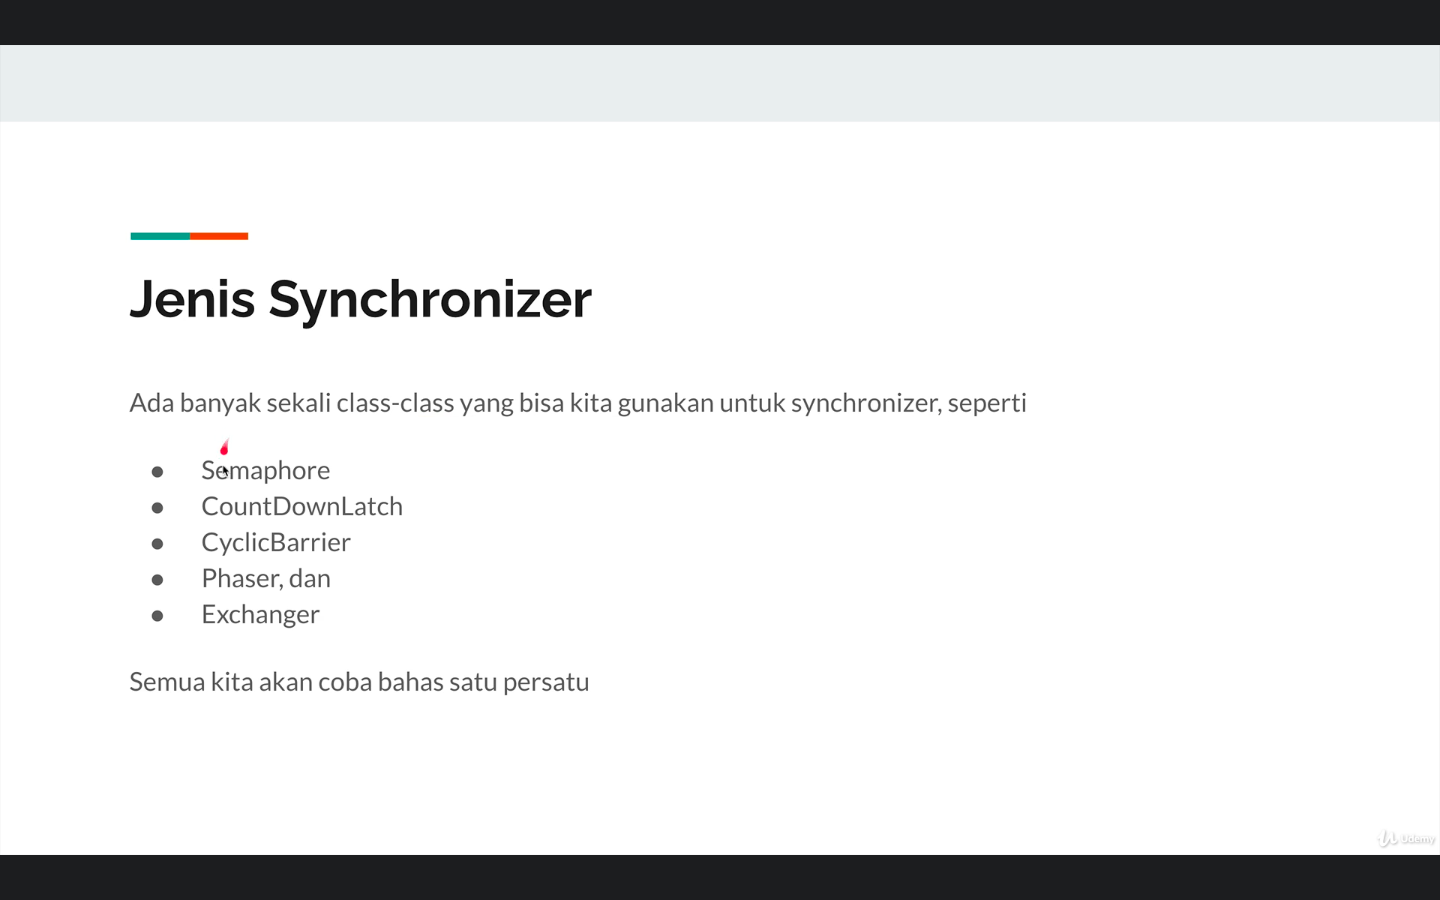 Jenis Synchronizer
Ada banyak sekali class-class yang bisa kita gunakan untuk synchronizer, seperti
● Semaphore
● CountDownLatch
● CyclicBarrier
● Phaser, dan
● Exchanger
Semua kita akan coba bahas satu persatu
Udemy